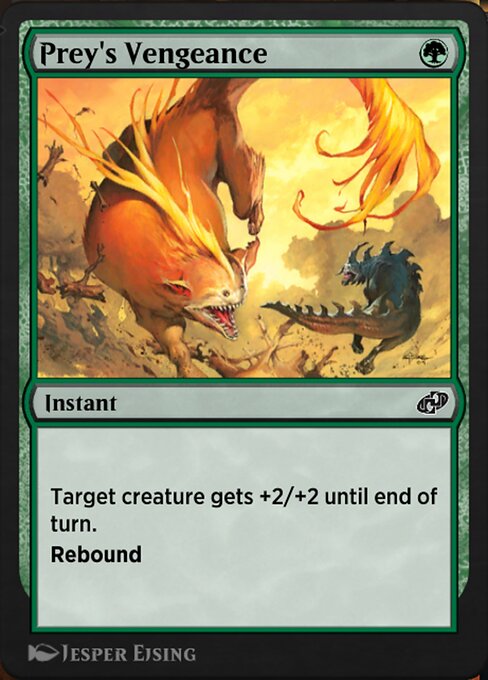 Prey's Vengeance
Instant
Target creature gets +2/+2 until end of
turn.
Rebound
Jesper Ejsing